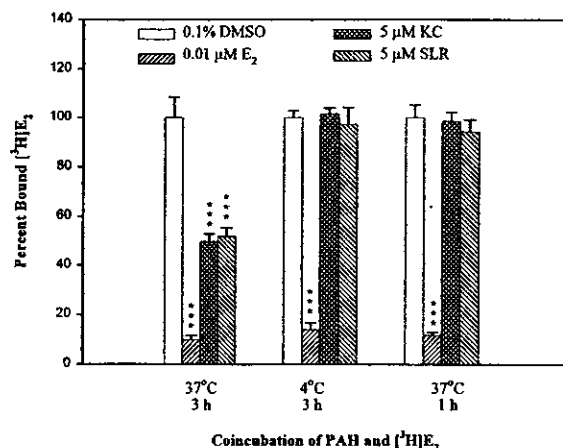 140
120
100
80
60
40
20
0
Percent Bound [³H]E₂
0.1% DMSO
0.01 μM E₂
5 μM KC
5 μM SLR
***
***
***
***
***
37°C
3 h
4°C
3 h
37°C
1 h
Coincubation of PAH and [³H]E₂